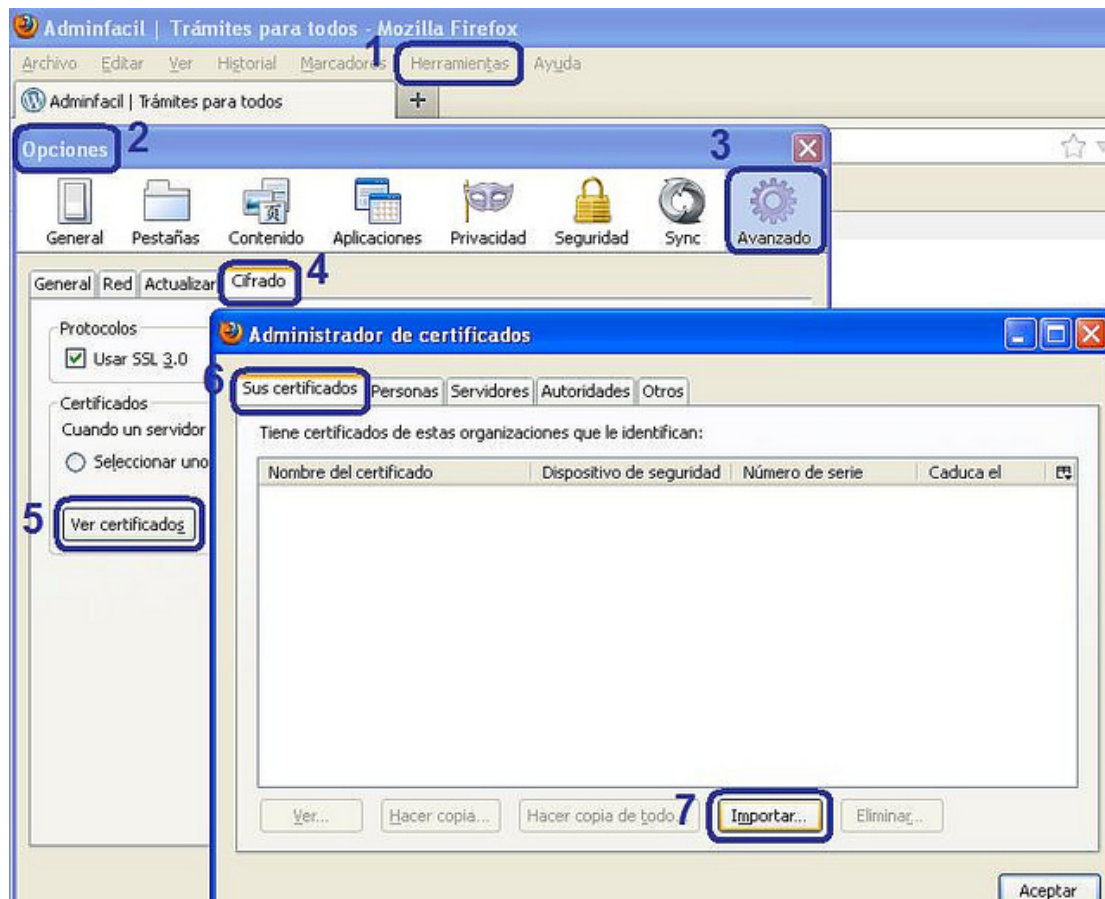 Adminfacil | Trámites para todos - Mozilla Firefox
1
Archivo Editar Ver Historial Marcadores Herramientas Ayuda
Adminfacil | Trámites para todos +
Opciones 2 3
General Pestañas Contenido Aplicaciones Privacidad Seguridad Sync Avanzado
General Red Actualizar Cifrado 4
Protocolos
Usar SSL 3.0
Certificados
Cuando un servidor
Seleccionar uno
5 Ver certificados
Administrador de certificados
6 Sus certificados Personas Servidores Autoridades Otros
Tiene certificados de estas organizaciones que le identifican:
Nombre del certificado Dispositivo de seguridad Número de serie Caduca el
Ver... Hacer copia... Hacer copia de todo... 7 Importar... Eliminar...
Aceptar